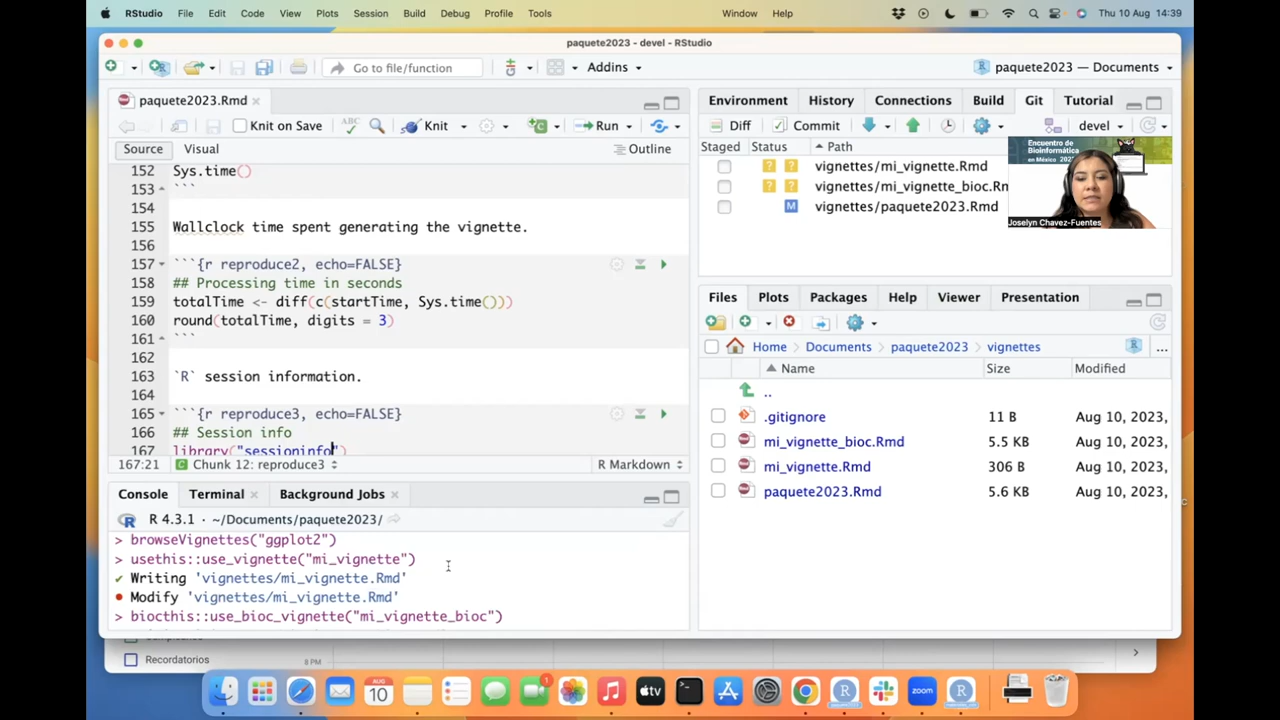 RStudio File Edit Code View Plots Session Build Debug Profile Tools Window Help Thu 10 Aug 14:39
paquete2023 - devel - RStudio
Go to file/function Addins paquete2023 — Documents
paquete2023.Rmd
Knit on Save ABC Knit Run
Source Visual Outline
152 Sys.time()
153 ```
154
155 Wallclock time spent generating the vignette.
156
157 ```{r reproduce2, echo=FALSE}
158 ## Processing time in seconds
159 totalTime <- diff(c(startTime, Sys.time()))
160 round(totalTime, digits = 3)
161 ```
162
163 `R` session information.
164
165 ```{r reproduce3, echo=FALSE}
166 ## Session info
167 library("sessioninfo")
167:21 Chunk 12: reproduce3 R Markdown
Console Terminal Background Jobs
R 4.3.1 · ~/Documents/paquete2023/
> browseVignettes("ggplot2")
> usethis::use_vignette("mi_vignette")
✔ Writing 'vignettes/mi_vignette.Rmd'
• Modify 'vignettes/mi_vignette.Rmd'
> biocthis::use_bioc_vignette("mi_vignette_bioc")
Environment History Connections Build Git Tutorial
Diff Commit devel
Staged Status Path
? ? vignettes/mi_vignette.Rmd
? ? vignettes/mi_vignette_bioc.Rm
M vignettes/paquete2023.Rmd
Encuentro de
Bioinformática
en México 202
Joselyn Chavez-Fuentes
Files Plots Packages Help Viewer Presentation
Home Documents paquete2023 vignettes
Name Size Modified
..
.gitignore 11 B Aug 10, 2023,
mi_vignette_bioc.Rmd 5.5 KB Aug 10, 2023,
mi_vignette.Rmd 306 B Aug 10, 2023,
paquete2023.Rmd 5.6 KB Aug 10, 2023,
Recordatorios 8 PM
AUG
10
tv
1
zoom